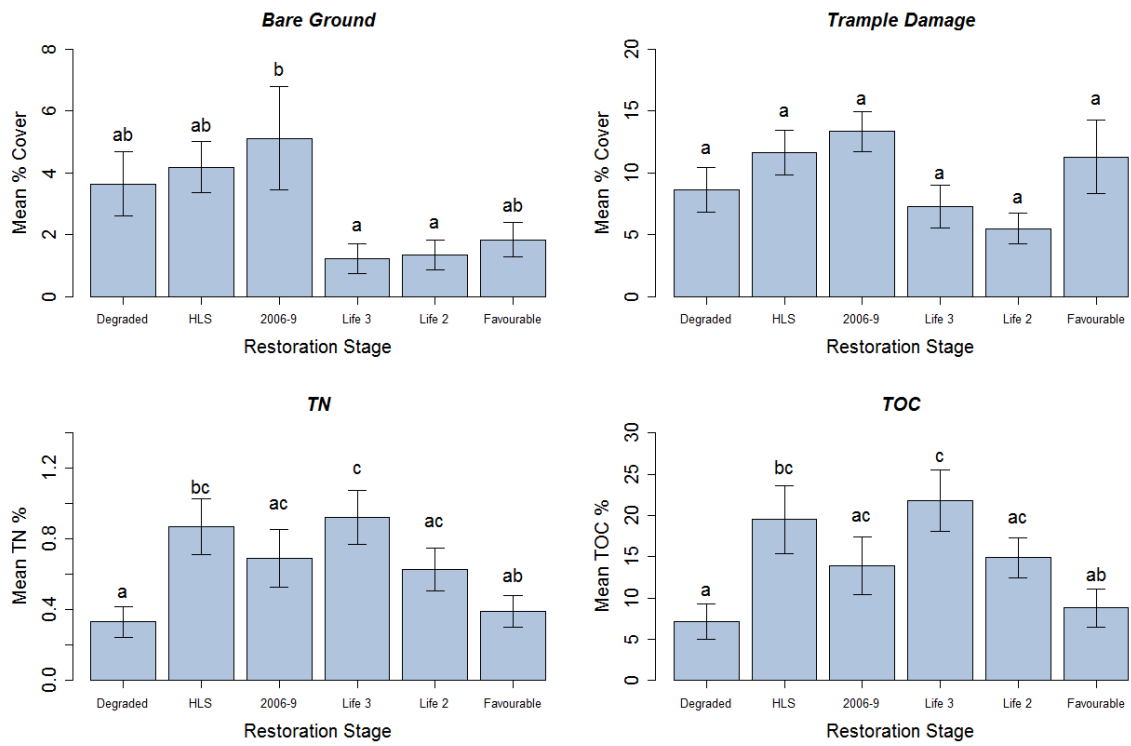 Bare Ground
Mean % Cover
8
6
4
2
0
ab
ab
b
a
a
ab
Degraded HLS 2006-9 Life 3 Life 2 Favourable
Restoration Stage
Trample Damage
Mean % Cover
20
15
10
5
0
a
a
a
a
a
a
Degraded HLS 2006-9 Life 3 Life 2 Favourable
Restoration Stage
TN
Mean TN %
1.2
0.8
0.4
0.0
a
bc
ac
c
ac
ab
Degraded HLS 2006-9 Life 3 Life 2 Favourable
Restoration Stage
TOC
Mean TOC %
30
25
20
15
10
5
0
a
bc
ac
c
ac
ab
Degraded HLS 2006-9 Life 3 Life 2 Favourable
Restoration Stage